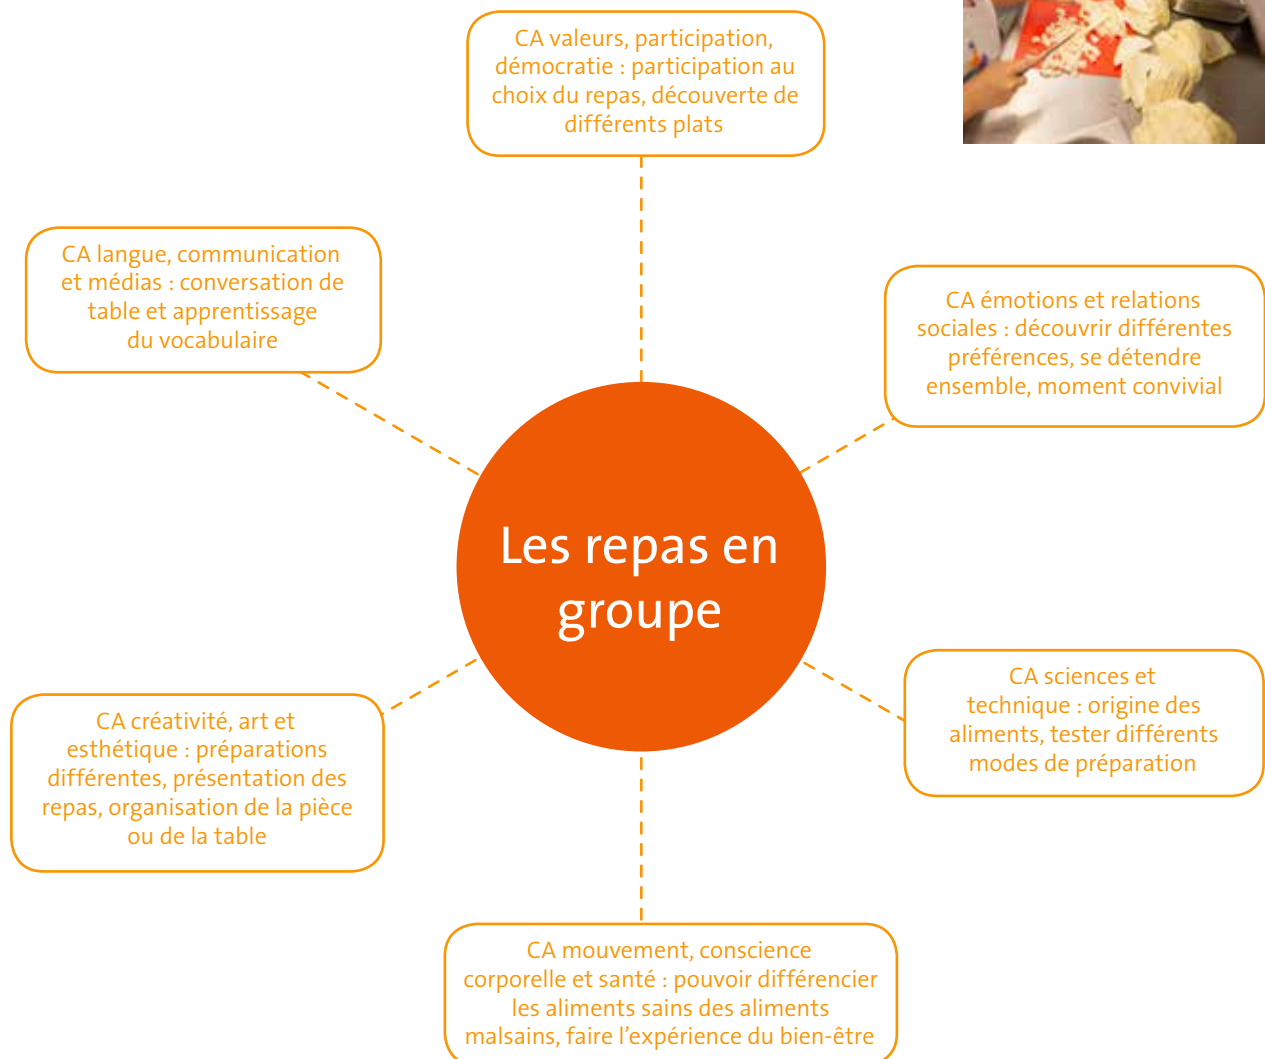 CA valeurs, participation,
démocratie : participation au
choix du repas, découverte de
différents plats
CA langue, communication
et médias : conversation de
table et apprentissage
du vocabulaire
CA émotions et relations
sociales : découvrir différentes
préférences, se détendre
ensemble, moment convivial
Les repas en
groupe
CA sciences et
technique : origine des
aliments, tester différents
modes de préparation
CA créativité, art et
esthétique : préparations
différentes, présentation des
repas, organisation de la pièce
ou de la table
CA mouvement, conscience
corporelle et santé : pouvoir différencier
les aliments sains des aliments
malsains, faire l’expérience du bien-être